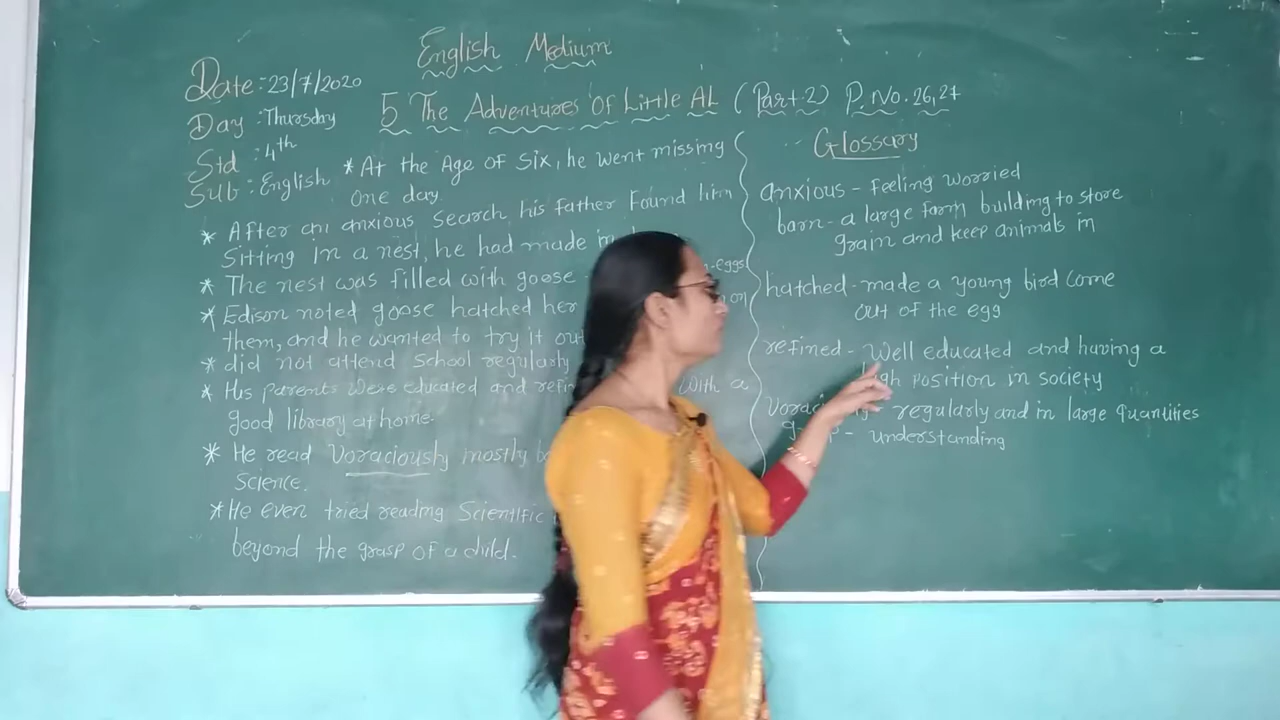 English Medium
Date :23/7/2020
Day :Thursday
Std :4th
Sub :English
5 The Adventures Of Little AL (Part-2) P.No.26,27
* At the Age of Six, he went missing
one day.
* After an anxious search his father Found him
Sitting in a nest, he had made in
* The nest was filled with goose eggs
* Edison noted goose hatched her on
them, and he wanted to try it out
* did not attend School regularly
* His parents were educated and With a
good library at home.
* He read Voraciously mostly
Science.
* He even tried reading Scientific
beyond the grasp of a child.
Glossary
anxious - feeling worried
barn - a large farm building to store
grain and keep animals in
hatched - made a young bird come
out of the egg
refined - Well educated and having a
high position in society
- regularly and in large quantities
- understanding